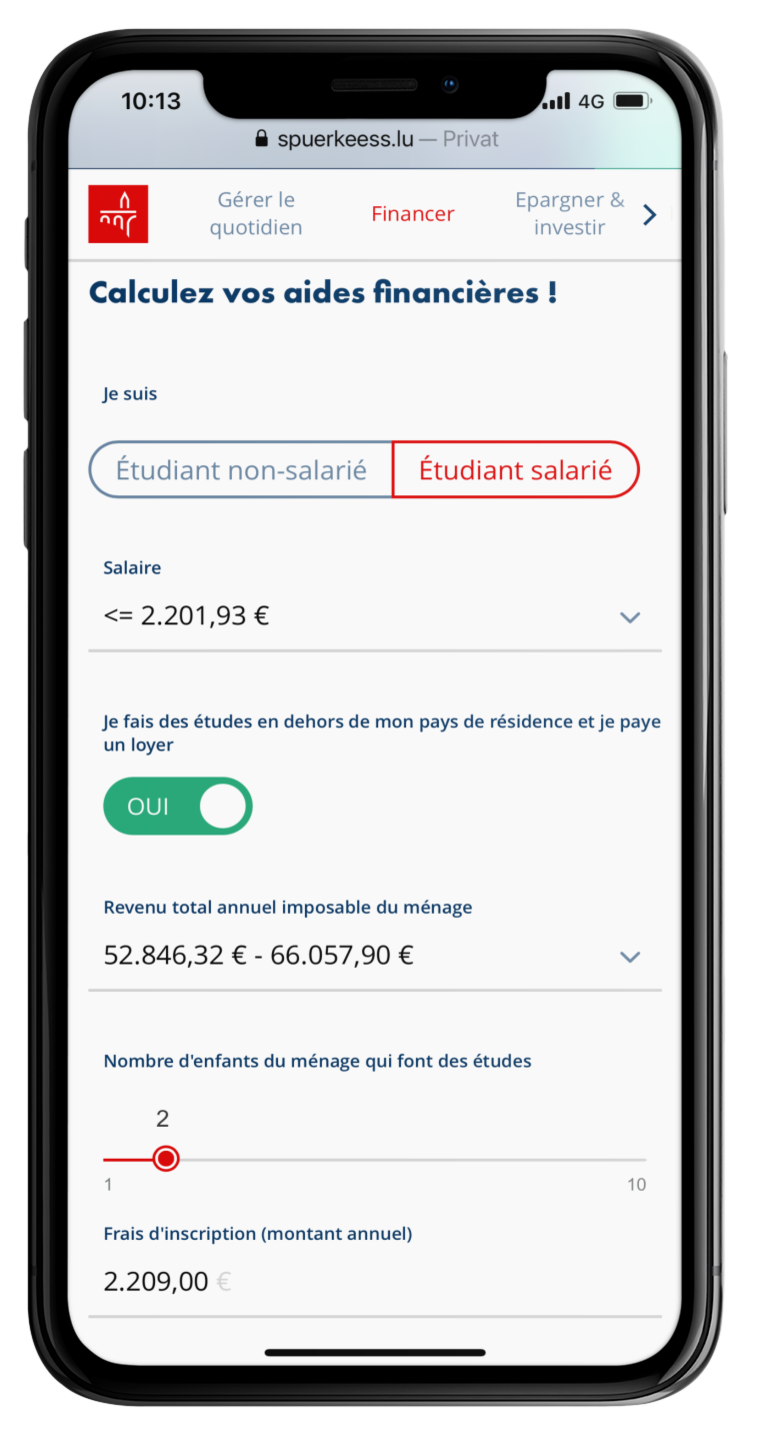 10:13
4G
spuerkeess.lu — Privat
Gérer le
quotidien
Financer
Epargner &
investir
Calculez vos aides financières !
Je suis
Étudiant non-salarié
Étudiant salarié
Salaire
<= 2.201,93 €
Je fais des études en dehors de mon pays de résidence et je paye
un loyer
OUI
Revenu total annuel imposable du ménage
52.846,32 € - 66.057,90 €
Nombre d'enfants du ménage qui font des études
2
1
10
Frais d'inscription (montant annuel)
2.209,00 €